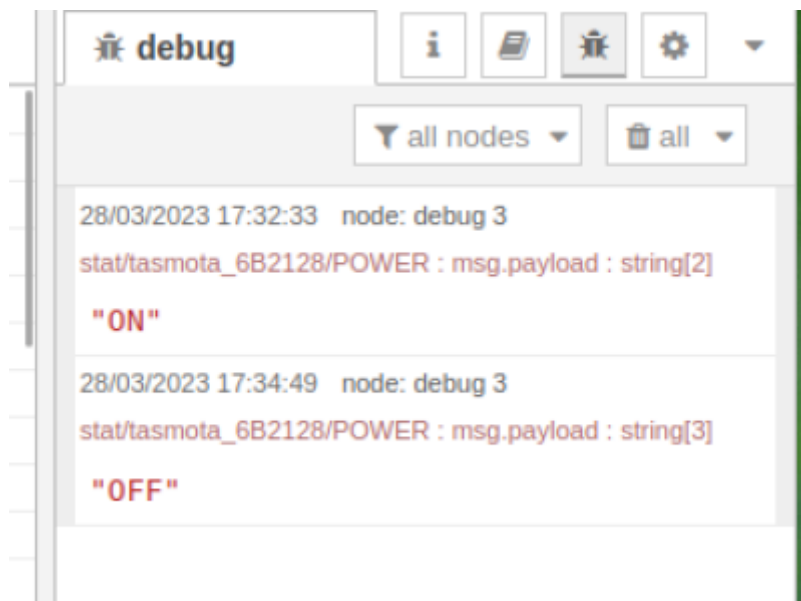 debug
i
all nodes
all
28/03/2023 17:32:33 node: debug 3
stat/tasmota_6B2128/POWER : msg.payload : string[2]
"ON"
28/03/2023 17:34:49 node: debug 3
stat/tasmota_6B2128/POWER : msg.payload : string[3]
"OFF"